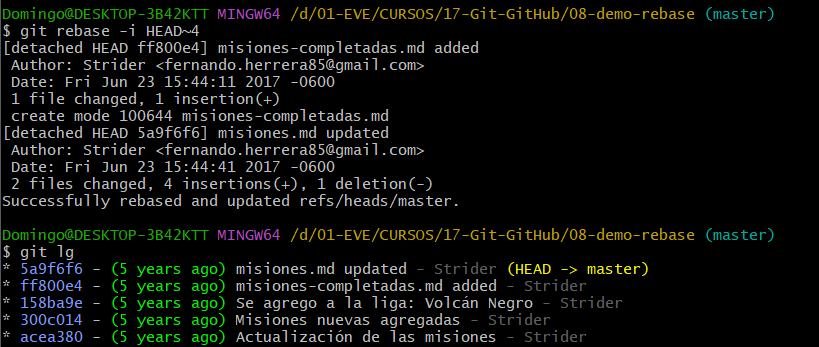 Domingo@DESKTOP-3B42KTT MINGW64 /d/01-EVE/CURSOS/17-Git-GitHub/08-demo-rebase (master)
$ git rebase -i HEAD~4
[detached HEAD ff800e4] misiones-completadas.md added
 Author: Strider <fernando.herrera85@gmail.com>
 Date: Fri Jun 23 15:44:11 2017 -0600
 1 file changed, 1 insertion(+)
 create mode 100644 misiones-completadas.md
[detached HEAD 5a9f6f6] misiones.md updated
 Author: Strider <fernando.herrera85@gmail.com>
 Date: Fri Jun 23 15:44:41 2017 -0600
 2 files changed, 4 insertions(+), 1 deletion(-)
Successfully rebased and updated refs/heads/master.
Domingo@DESKTOP-3B42KTT MINGW64 /d/01-EVE/CURSOS/17-Git-GitHub/08-demo-rebase (master)
$ git lg
* 5a9f6f6 - (5 years ago) misiones.md updated - Strider (HEAD -> master)
* ff800e4 - (5 years ago) misiones-completadas.md added - Strider
* 158ba9e - (5 years ago) Se agrego a la liga: Volcán Negro - Strider
* 300c014 - (5 years ago) Misiones nuevas agregadas - Strider
* acea380 - (5 years ago) Actualización de las misiones - Strider